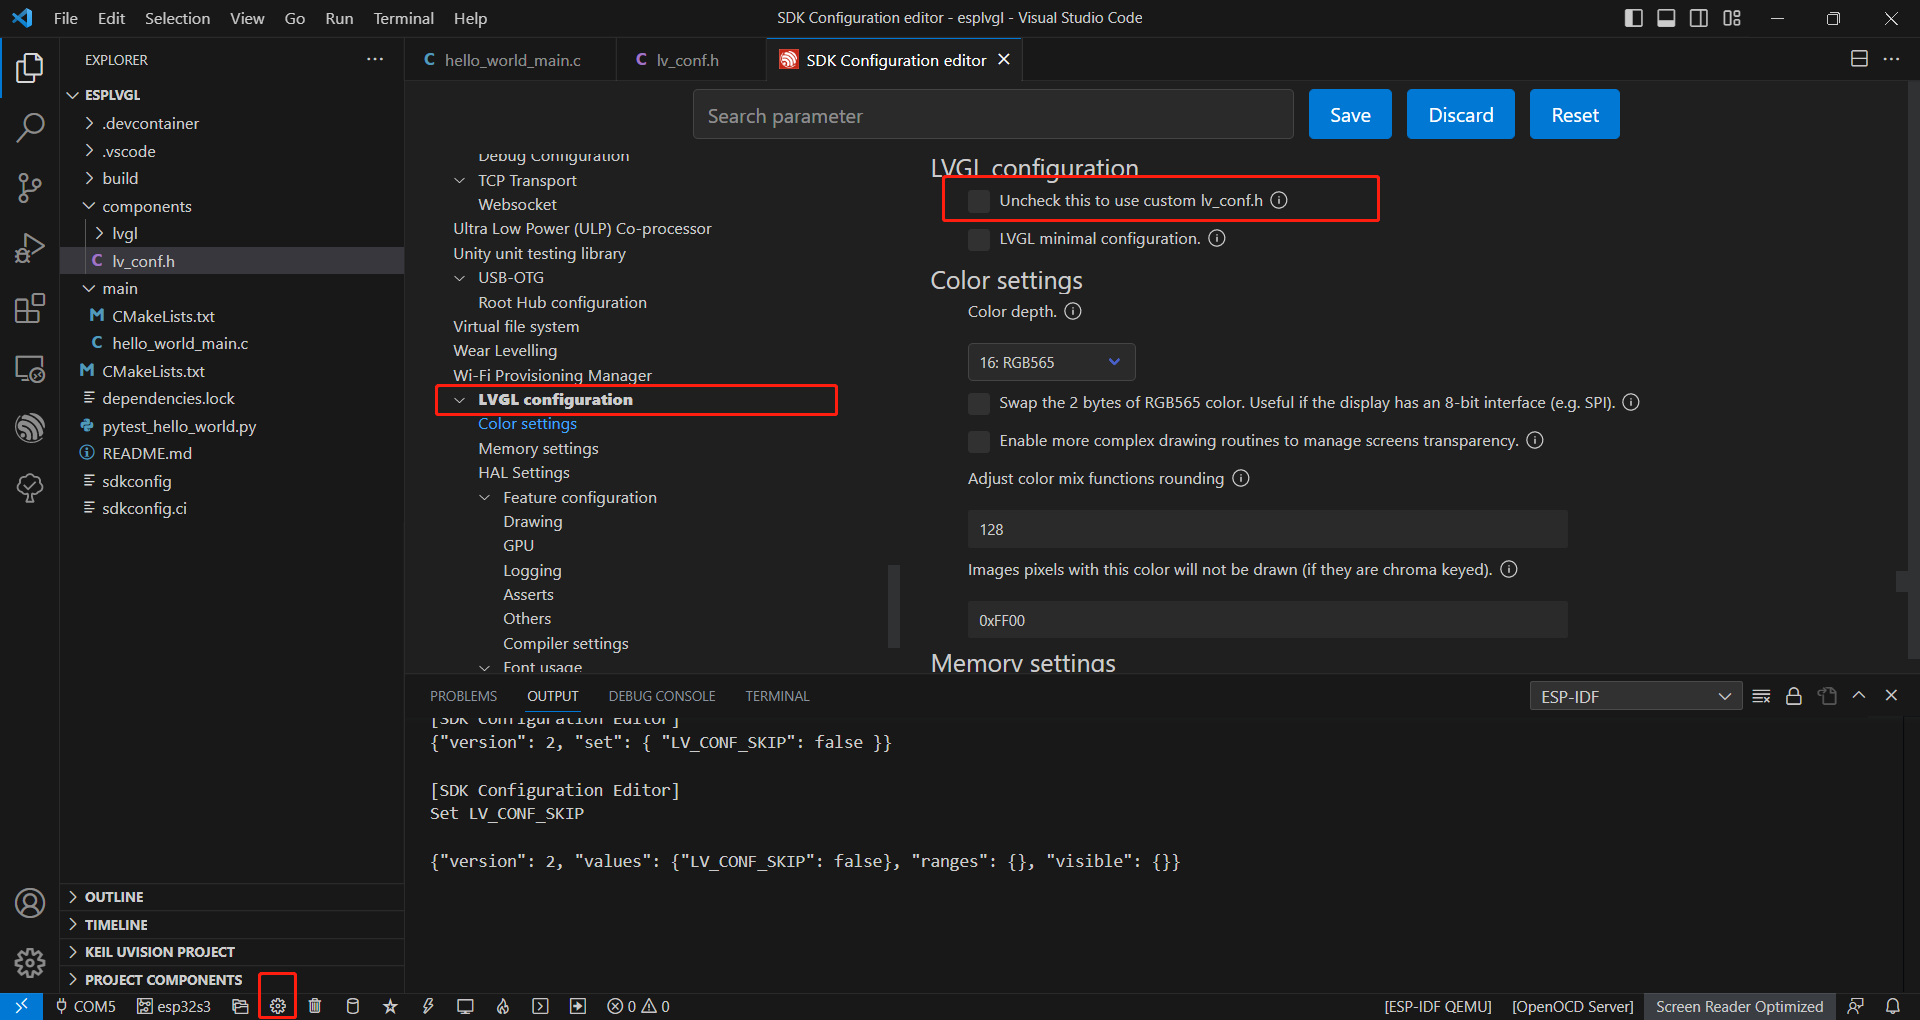 File Edit Selection View Go Run Terminal Help
SDK Configuration editor - esplvgl - Visual Studio Code
EXPLORER
ESPLVGL
.devcontainer
.vscode
build
components
lvgl
C lv_conf.h
main
M CMakeLists.txt
C hello_world_main.c
M CMakeLists.txt
dependencies.lock
pytest_hello_world.py
README.md
sdkconfig
sdkconfig.ci
OUTLINE
TIMELINE
KEIL UVISION PROJECT
PROJECT COMPONENTS
C hello_world_main.c
C lv_conf.h
SDK Configuration editor
Search parameter
Save
Discard
Reset
Debug Configuration
TCP Transport
Websocket
Ultra Low Power (ULP) Co-processor
Unity unit testing library
USB-OTG
Root Hub configuration
Virtual file system
Wear Levelling
Wi-Fi Provisioning Manager
LVGL configuration
Color settings
Memory settings
HAL Settings
Feature configuration
Drawing
GPU
Logging
Asserts
Others
Compiler settings
Font usage
LVGL configuration
Uncheck this to use custom lv_conf.h
LVGL minimal configuration.
Color settings
Color depth.
16: RGB565
Swap the 2 bytes of RGB565 color. Useful if the display has an 8-bit interface (e.g. SPI).
Enable more complex drawing routines to manage screens transparency.
Adjust color mix functions rounding
128
Images pixels with this color will not be drawn (if they are chroma keyed).
0xFF00
Memory settings
PROBLEMS OUTPUT DEBUG CONSOLE TERMINAL
ESP-IDF
[SDK Configuration Editor]
{"version": 2, "set": { "LV_CONF_SKIP": false }}
[SDK Configuration Editor]
Set LV_CONF_SKIP
{"version": 2, "values": {"LV_CONF_SKIP": false}, "ranges": {}, "visible": {}}
COM5 esp32s3 0 0
[ESP-IDF QEMU] [OpenOCD Server] Screen Reader Optimized